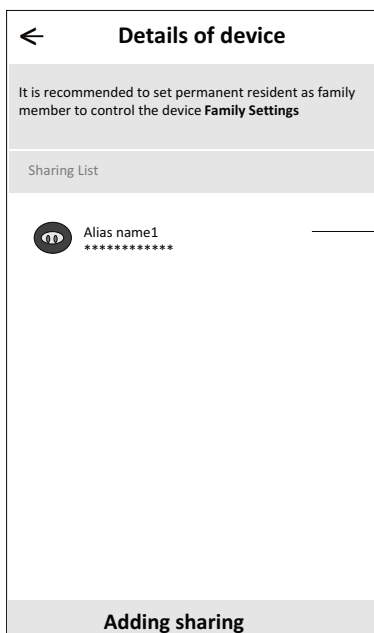 Details of device
It is recommended to set permanent resident as family
member to control the device Family Settings
Sharing List
Alias name1
************
Adding sharing